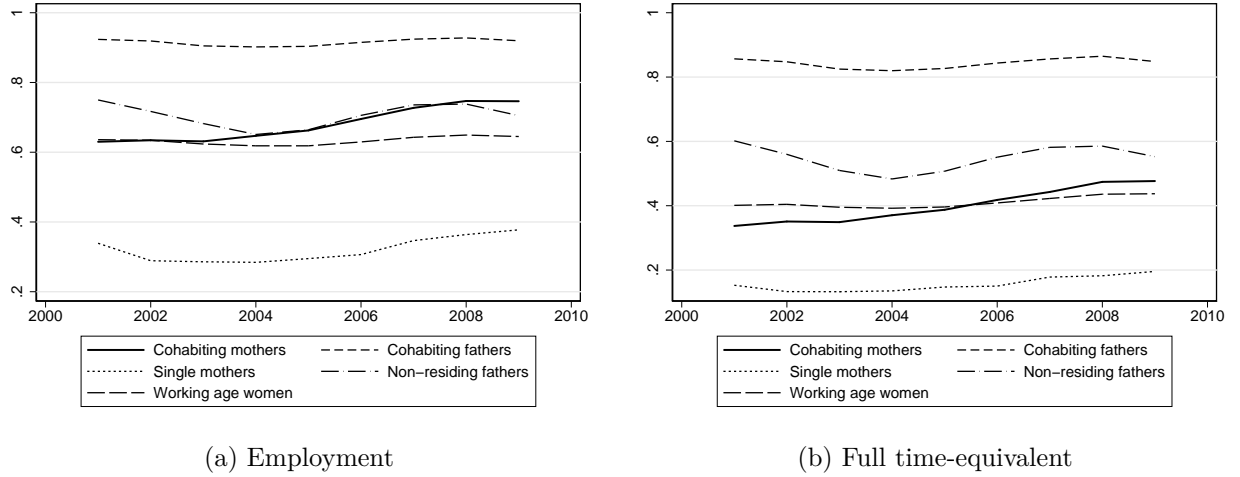 1
.8
.6
.4
.2
2000 2002 2004 2006 2008 2010
Cohabiting mothers Cohabiting fathers
Single mothers Non−residing fathers
Working age women
(a) Employment
1
.8
.6
.4
.2
2000 2002 2004 2006 2008 2010
Cohabiting mothers Cohabiting fathers
Single mothers Non−residing fathers
Working age women
(b) Full time-equivalent